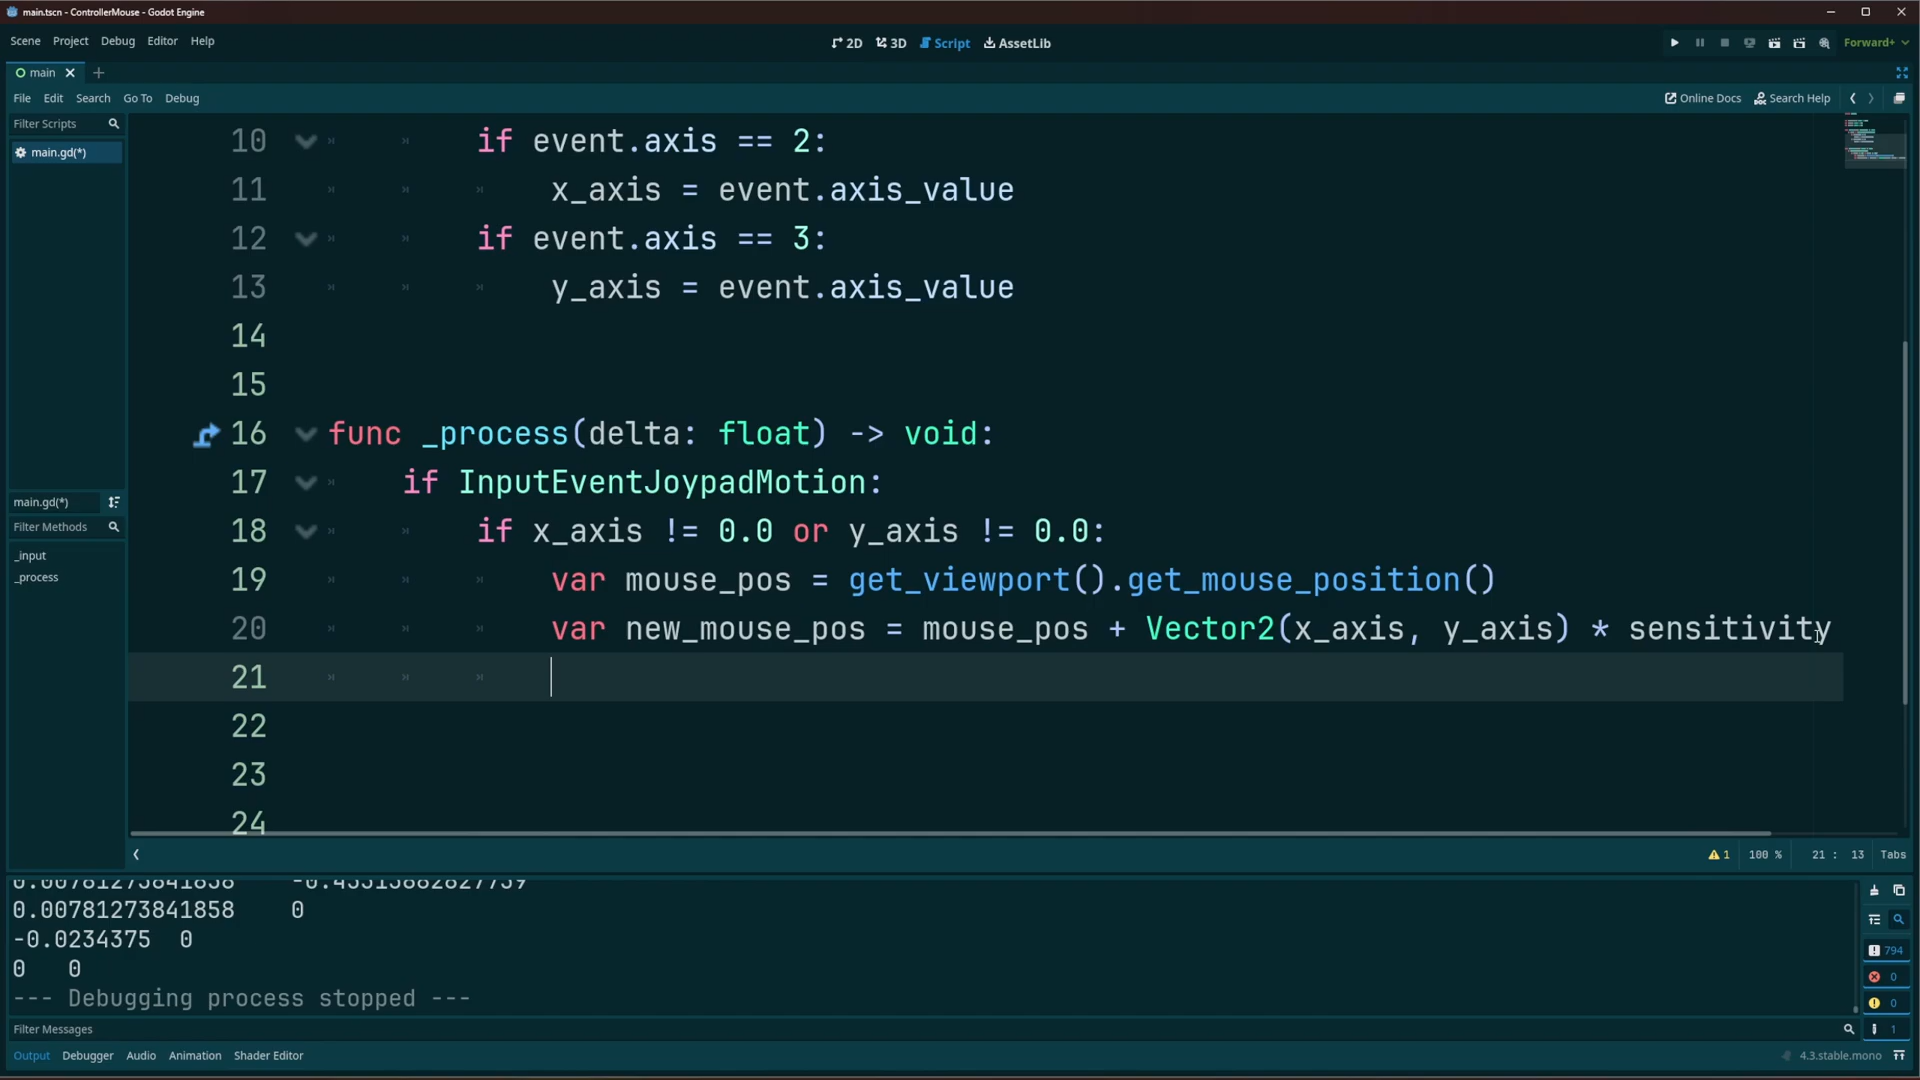 main.tscn - ControllerMouse - Godot Engine
Scene Project Debug Editor Help
2D 3D Script AssetLib
Forward+
main
File Edit Search Go To Debug
Online Docs Search Help
Filter Scripts
main.gd(*)
main.gd(*)
Filter Methods
_input
_process
10 if event.axis == 2:
11 x_axis = event.axis_value
12 if event.axis == 3:
13 y_axis = event.axis_value
14
15
16 func _process(delta: float) -> void:
17 if InputEventJoypadMotion:
18 if x_axis != 0.0 or y_axis != 0.0:
19 var mouse_pos = get_viewport().get_mouse_position()
20 var new_mouse_pos = mouse_pos + Vector2(x_axis, y_axis) * sensitivity
21
22
23
24
1 100 % 21 : 13 Tabs
0.00781273841858 -0.45313882827759
0.00781273841858 0
-0.0234375 0
0 0
--- Debugging process stopped ---
794
0
0
1
Filter Messages
Output Debugger Audio Animation Shader Editor
4.3.stable.mono